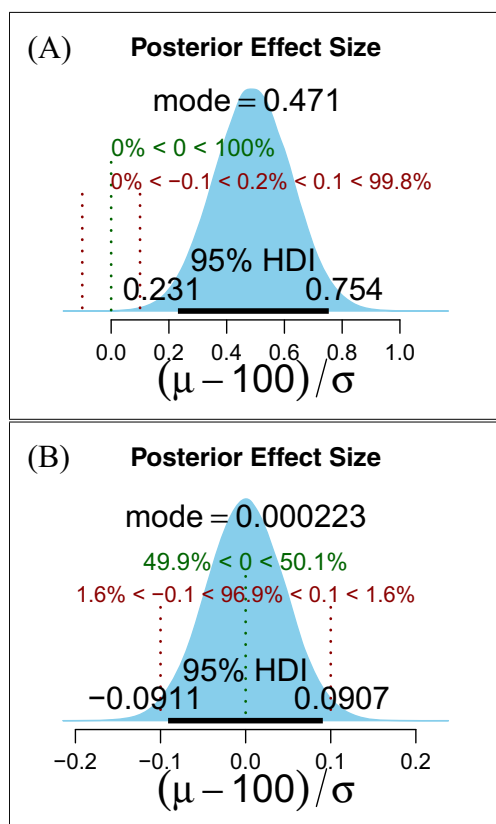 (A) Posterior Effect Size
mode = 0.471
0% < 0 < 100%
0% < −0.1 < 0.2% < 0.1 < 99.8%
95% HDI
0.231 0.754
0.0 0.2 0.4 0.6 0.8 1.0
(μ − 100)/σ
(B) Posterior Effect Size
mode = 0.000223
49.9% < 0 < 50.1%
1.6% < −0.1 < 96.9% < 0.1 < 1.6%
95% HDI
−0.0911 0.0907
−0.2 −0.1 0.0 0.1 0.2
(μ − 100)/σ